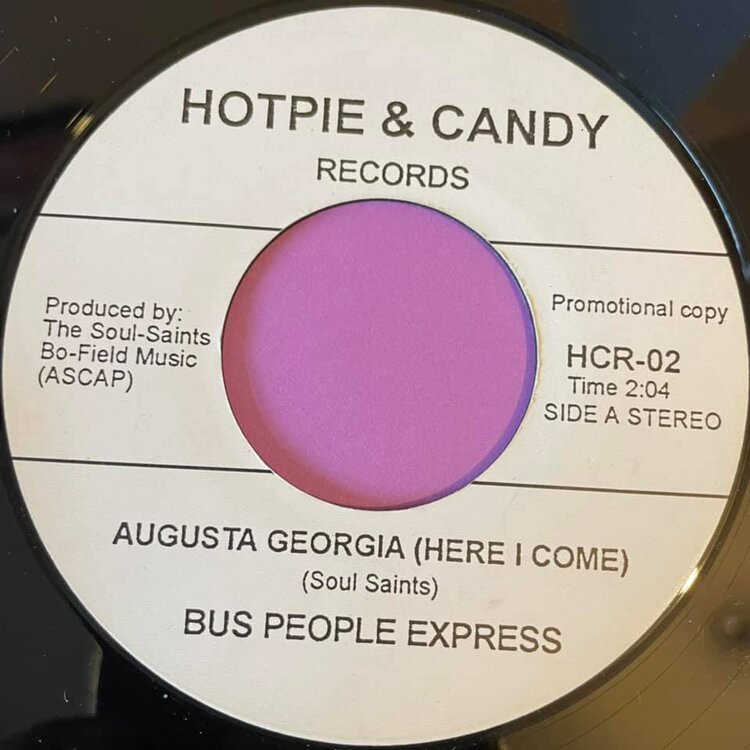 HOTPIE & CANDY
RECORDS
Produced by:
The Soul-Saints
Bo-Field Music
(ASCAP)
Promotional copy
HCR-02
Time 2:04
SIDE A STEREO
AUGUSTA GEORGIA (HERE I COME)
(Soul Saints)
BUS PEOPLE EXPRESS